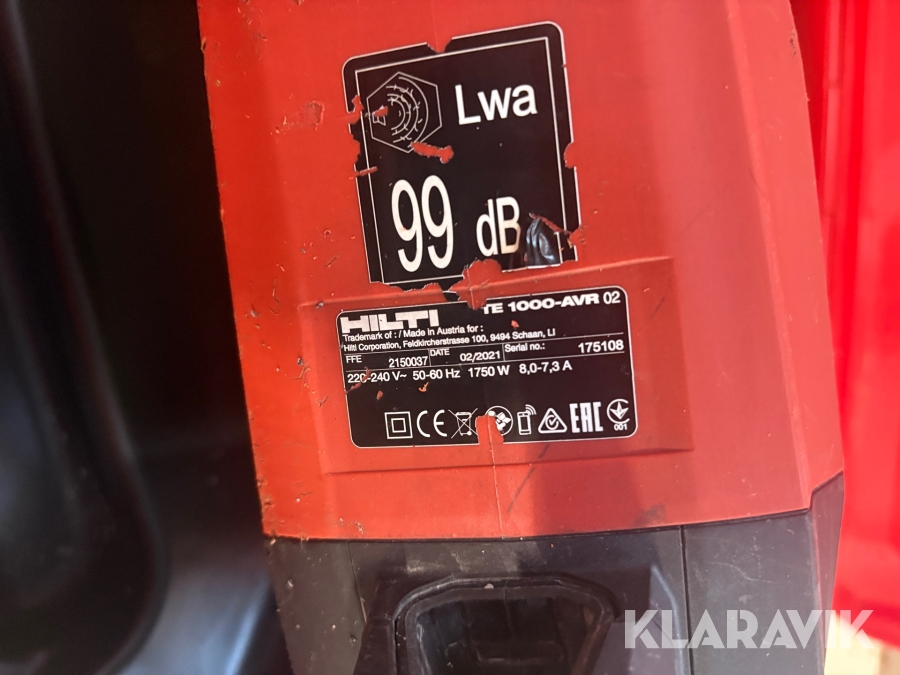 Lwa
99 dB
HILTI TE 1000-AVR 02
Trademark of : / Made in Austria for :
Hilti Corporation, Feldkircherstrasse 100, 9494 Schaan, LI
FFE 2150037 DATE 02/2021 Serial no.: 175108
220-240 V~ 50-60 Hz 1750 W 8,0-7,3 A
CE EAC 001
KLARAVIK